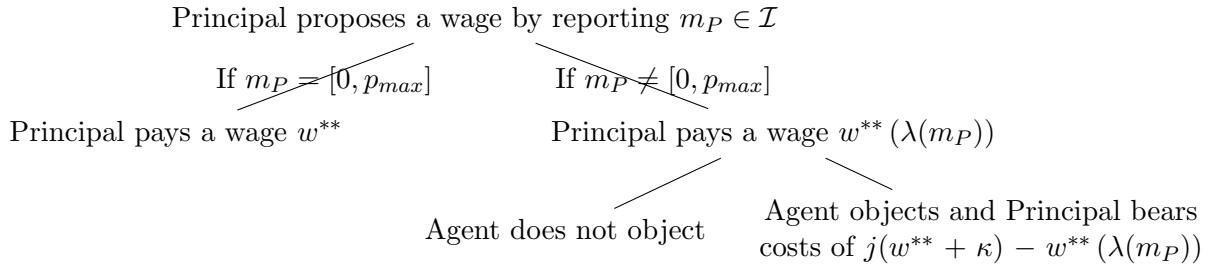 Principal proposes a wage by reporting $m_P \in \mathcal{I}$
If $m_P = [0, p_{max}]$ If $m_P \neq [0, p_{max}]$
Principal pays a wage $w^{**}$ Principal pays a wage $w^{**}(\lambda(m_P))$
Agent does not object
Agent objects and Principal bears
costs of $j(w^{**} + \kappa) - w^{**}(\lambda(m_P))$